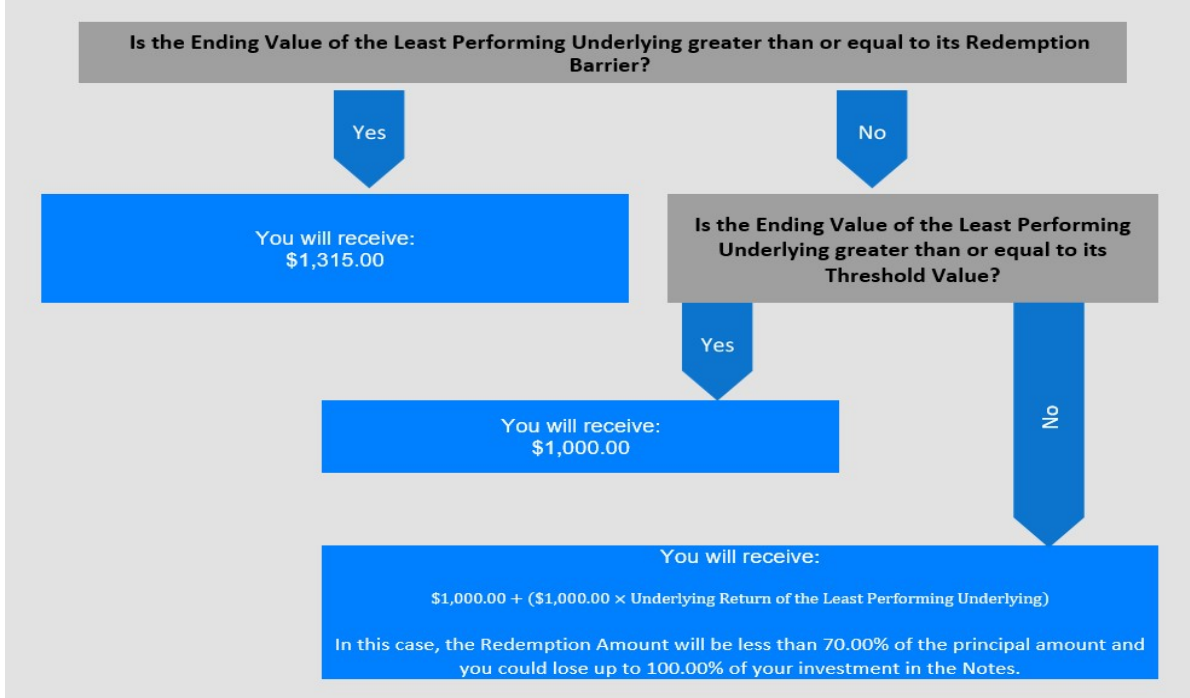 Is the Ending Value of the Least Performing Underlying greater than or equal to its Redemption
Barrier?
Yes
No
You will receive:
$1,315.00
Is the Ending Value of the Least Performing
Underlying greater than or equal to its
Threshold Value?
Yes
No
You will receive:
$1,000.00
You will receive:
$1,000.00 + ($1,000.00 × Underlying Return of the Least Performing Underlying)
In this case, the Redemption Amount will be less than 70.00% of the principal amount and
you could lose up to 100.00% of your investment in the Notes.